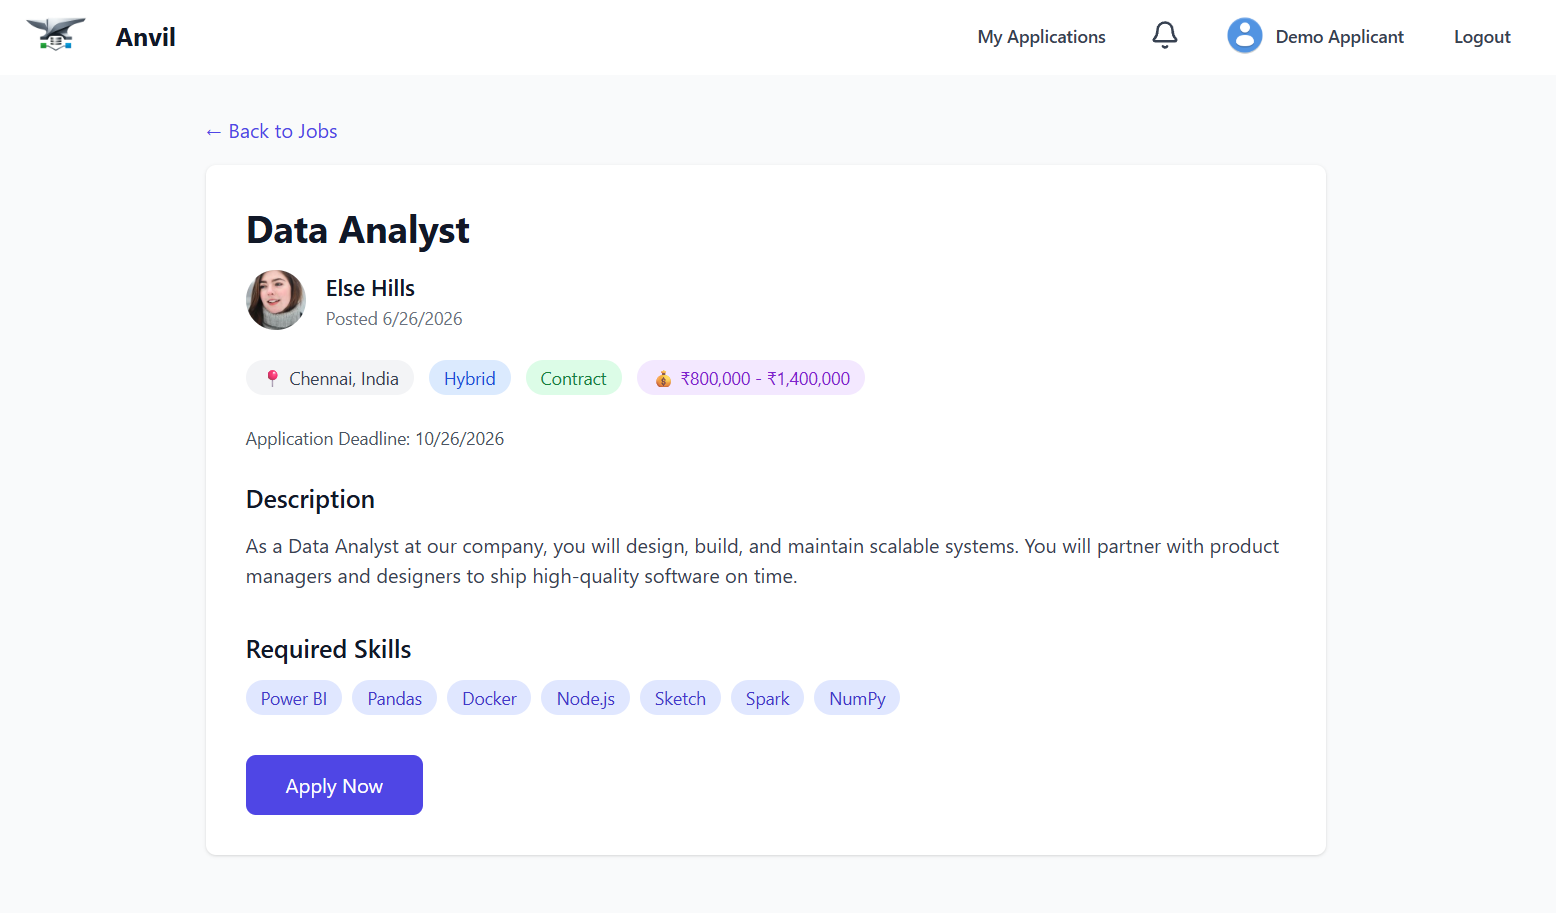 Anvil
My Applications
Demo Applicant
Logout
← Back to Jobs
Data Analyst
Else Hills
Posted 6/26/2026
Chennai, India
Hybrid
Contract
₹800,000 - ₹1,400,000
Application Deadline: 10/26/2026
Description
As a Data Analyst at our company, you will design, build, and maintain scalable systems. You will partner with product
managers and designers to ship high-quality software on time.
Required Skills
Power BI
Pandas
Docker
Node.js
Sketch
Spark
NumPy
Apply Now